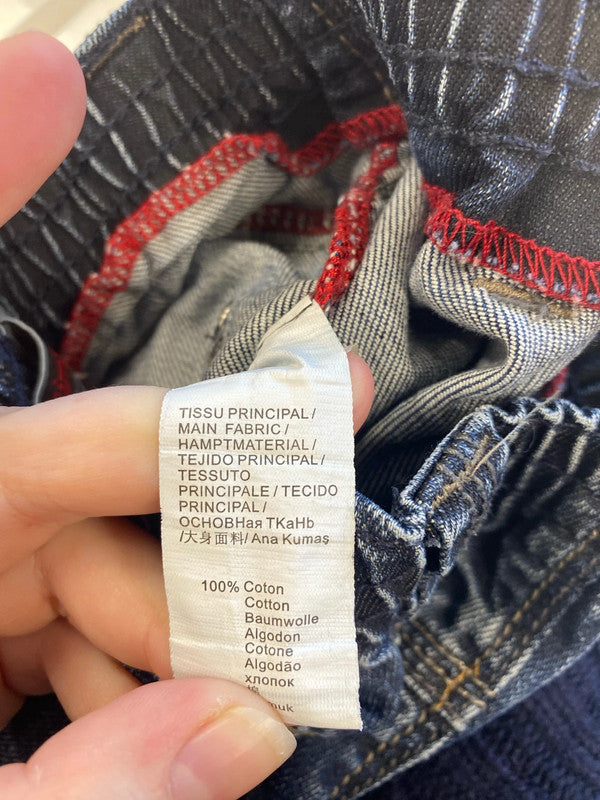 TISSU PRINCIPAL /
MAIN FABRIC /
HAMPTMATERIAL /
TEJIDO PRINCIPAL /
TESSUTO
PRINCIPALE / TECIDO
PRINCIPAL /
ОСНОВНая ТКаНЬ
/大身面料/ Ana Kumaş
100% Coton
Cotton
Baumwolle
Algodon
Cotone
Algodão
хлопок